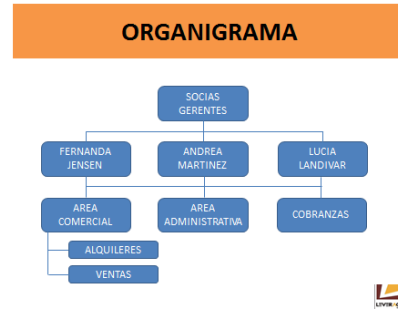 ORGANIGRAMA
SOCIAS
GERENTES
FERNANDA
JENSEN
ANDREA
MARTINEZ
LUCIA
LANDIVAR
AREA
COMERCIAL
AREA
ADMINISTRATIVA
COBRANZAS
ALQUILERES
VENTAS